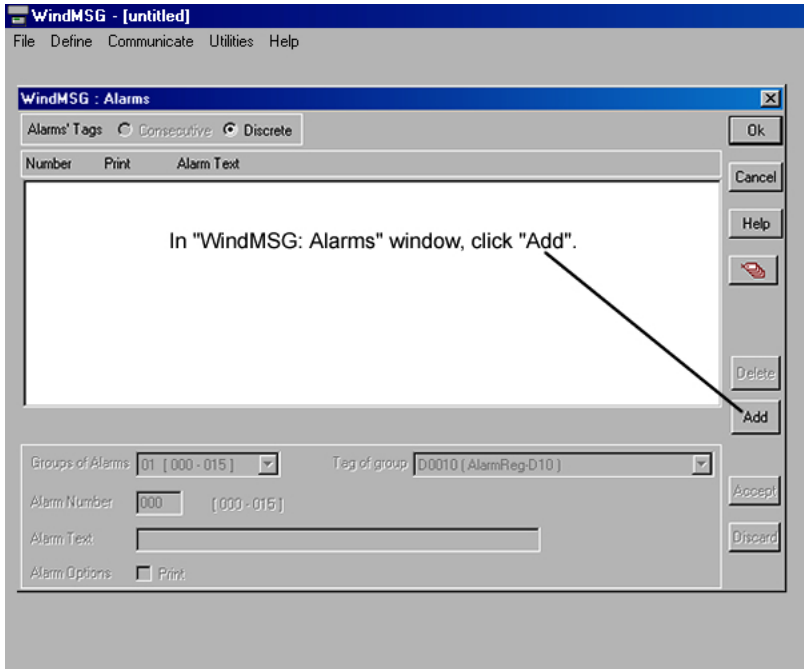 WindMSG - [untitled]
File Define Communicate Utilities Help
WindMSG : Alarms
Alarms' Tags Consecutive Discrete
Ok
Number Print Alarm Text
Cancel
Help
In "WindMSG: Alarms" window, click "Add".
Delete
Add
Groups of Alarms 01 [ 000 - 015 ] Tag of group D0010 ( AlarmReg-D10 )
Accept
Alarm Number 000 [ 000 - 015 ]
Alarm Text
Discard
Alarm Options Print